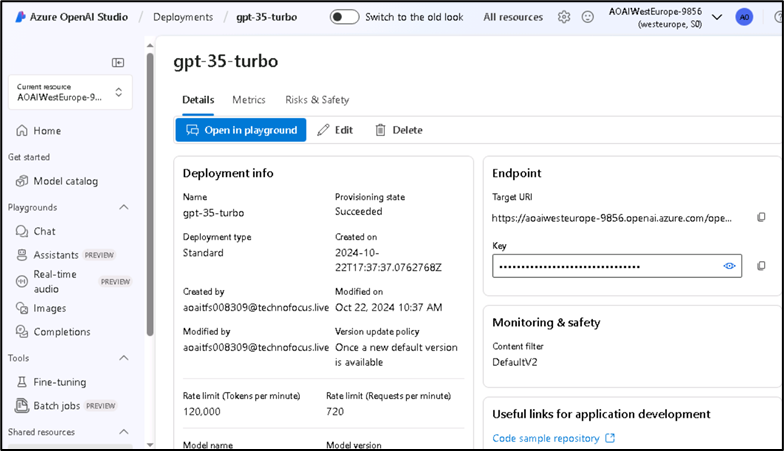 Azure OpenAI Studio / Deployments / gpt-35-turbo
Switch to the old look
All resources
AOAIWestEurope-9856
(westeurope, S0)
AO
Current resource
AOAIWestEurope-9...
Home
Get started
Model catalog
Playgrounds
Chat
Assistants PREVIEW
Real-time
audio PREVIEW
Images
Completions
Tools
Fine-tuning
Batch jobs PREVIEW
Shared resources
gpt-35-turbo
Details Metrics Risks & Safety
Open in playground Edit Delete
Deployment info
Name
gpt-35-turbo
Provisioning state
Succeeded
Deployment type
Standard
Created on
2024-10-
22T17:37:37.0762768Z
Created by
aoaitfs008309@technofocus.live
Modified on
Oct 22, 2024 10:37 AM
Modified by
aoaitfs008309@technofocus.live
Version update policy
Once a new default version
is available
Rate limit (Tokens per minute)
120,000
Rate limit (Requests per minute)
720
Model name
Model version
Endpoint
Target URI
https://aoaiwesteurope-9856.openai.azure.com/ope...
Key
••••••••••••••••••••••••••••••••
Monitoring & safety
Content filter
DefaultV2
Useful links for application development
Code sample repository